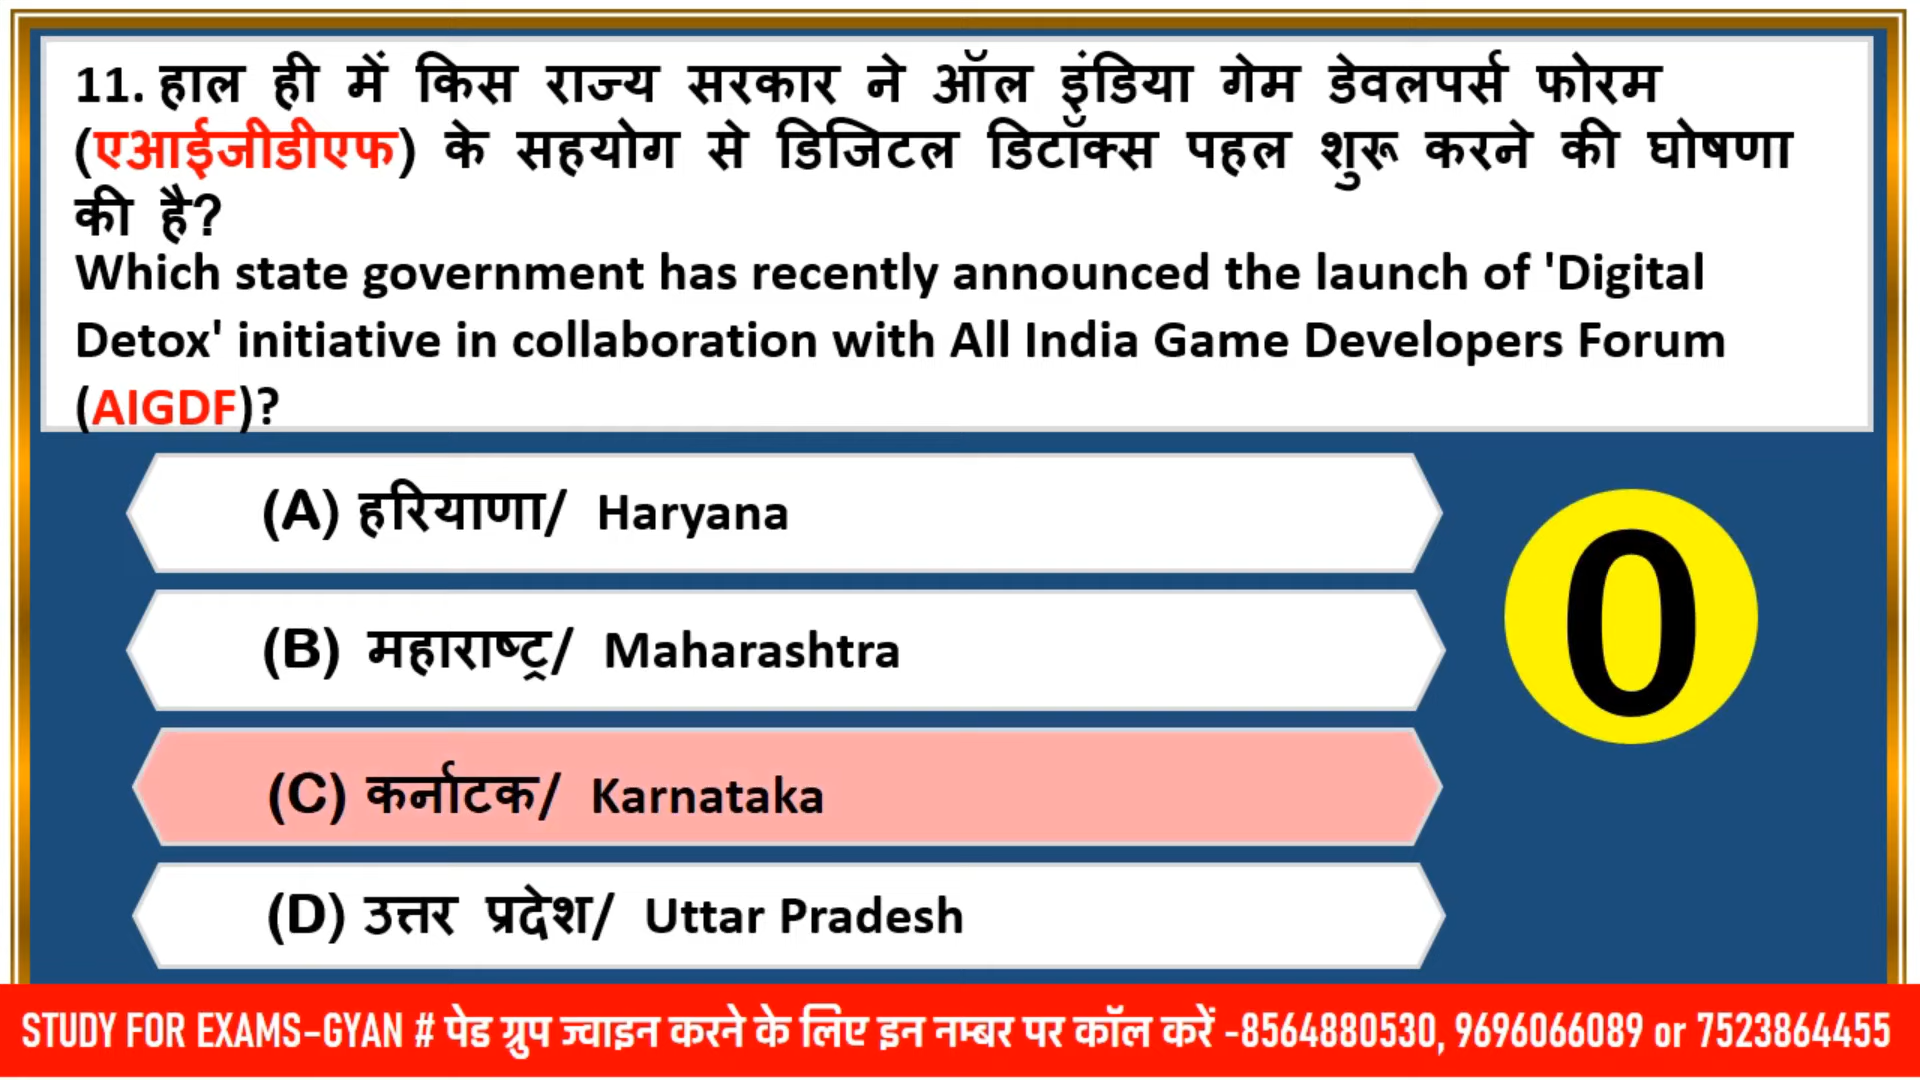 11. हाल ही में किस राज्य सरकार ने ऑल इंडिया गेम डेवलपर्स फोरम
(एआईजीडीएफ) के सहयोग से डिजिटल डिटॉक्स पहल शुरू करने की घोषणा
की है?
Which state government has recently announced the launch of 'Digital
Detox' initiative in collaboration with All India Game Developers Forum
(AIGDF)?
(A) हरियाणा/ Haryana
(B) महाराष्ट्र/ Maharashtra
0
(C) कर्नाटक/ Karnataka
(D) उत्तर प्रदेश/ Uttar Pradesh
STUDY FOR EXAMS-GYAN # पेड ग्रुप ज्वाइन करने के लिए इन नम्बर पर कॉल करें -8564880530, 9696066089 or 7523864455